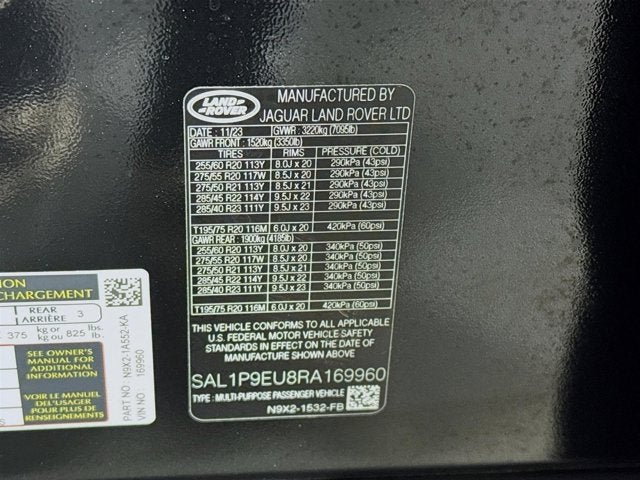 LAND ROVER
MANUFACTURED BY
JAGUAR LAND ROVER LTD
DATE : 11/23 GVWR : 3220kg (7095lb)
GAWR FRONT : 1520kg (3350lb)
TIRES RIMS PRESSURE (COLD)
255/60 R20 113Y 8.0J x 20 290kPa (43psi)
275/55 R20 117W 8.5J x 20 290kPa (43psi)
275/50 R21 113Y 8.5J x 21 290kPa (43psi)
285/45 R22 114Y 9.5J x 22 290kPa (43psi)
285/40 R23 111Y 9.5J x 23 290kPa (43psi)
T195/75 R20 116M 6.0J x 20 420kPa (60psi)
GAWR REAR : 1900kg (4185lb)
255/60 R20 113Y 8.0J x 20 340kPa (50psi)
275/55 R20 117W 8.5J x 20 340kPa (50psi)
275/50 R21 113Y 8.5J x 21 340kPa (50psi)
285/45 R22 114Y 9.5J x 22 340kPa (50psi)
285/40 R23 111Y 9.5J x 23 340kPa (50psi)
T195/75 R20 116M 6.0J x 20 420kPa (60psi)
THIS VEHICLE CONFORMS TO ALL APPLICABLE
U.S. FEDERAL MOTOR VEHICLE SAFETY
STANDARDS IN EFFECT ON THE DATE OF
MANUFACTURE SHOWN ABOVE.
SAL1P9EU8RA169960
TYPE : MULTI-PURPOSE PASSENGER VEHICLE
N9X2-1532-FB
ION
CHARGEMENT
REAR
ARRIÈRE 3
375 kg or kg ou 825 lbs. lb.
SEE OWNER'S
MANUAL FOR
ADDITIONAL
INFORMATION
VOIR LE MANUEL
DE L'USAGER
POUR PLUS DE
RENSEIGNEMENTS
PART NO : N9X2-1A552-KA
VIN NO : 169960